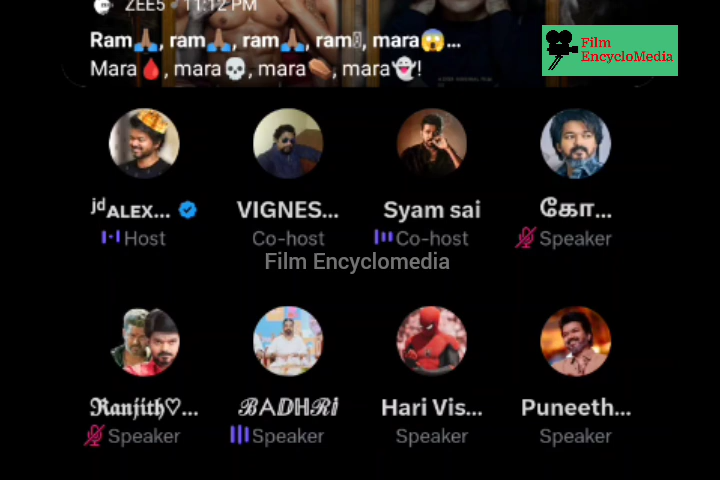 ZEE5 • 11:12 PM
Ram🙏🏽, ram🙏🏽, ram🙏🏽, ram▯, mara😱...
Mara🩸, mara💀, mara⚰️, mara👻!
Film
EncycloMedia
ʲᵈALEX...
VIGNES...
Syam sai
கோ...
Host
Co-host
Co-host
Speaker
Film Encyclomedia
ℜ𝔞𝔫𝔧𝔦𝔱𝔥♡...
ℬ𝔸𝔻ℍℛ𝕚
Hari Vis...
Puneeth...
Speaker
Speaker
Speaker
Speaker